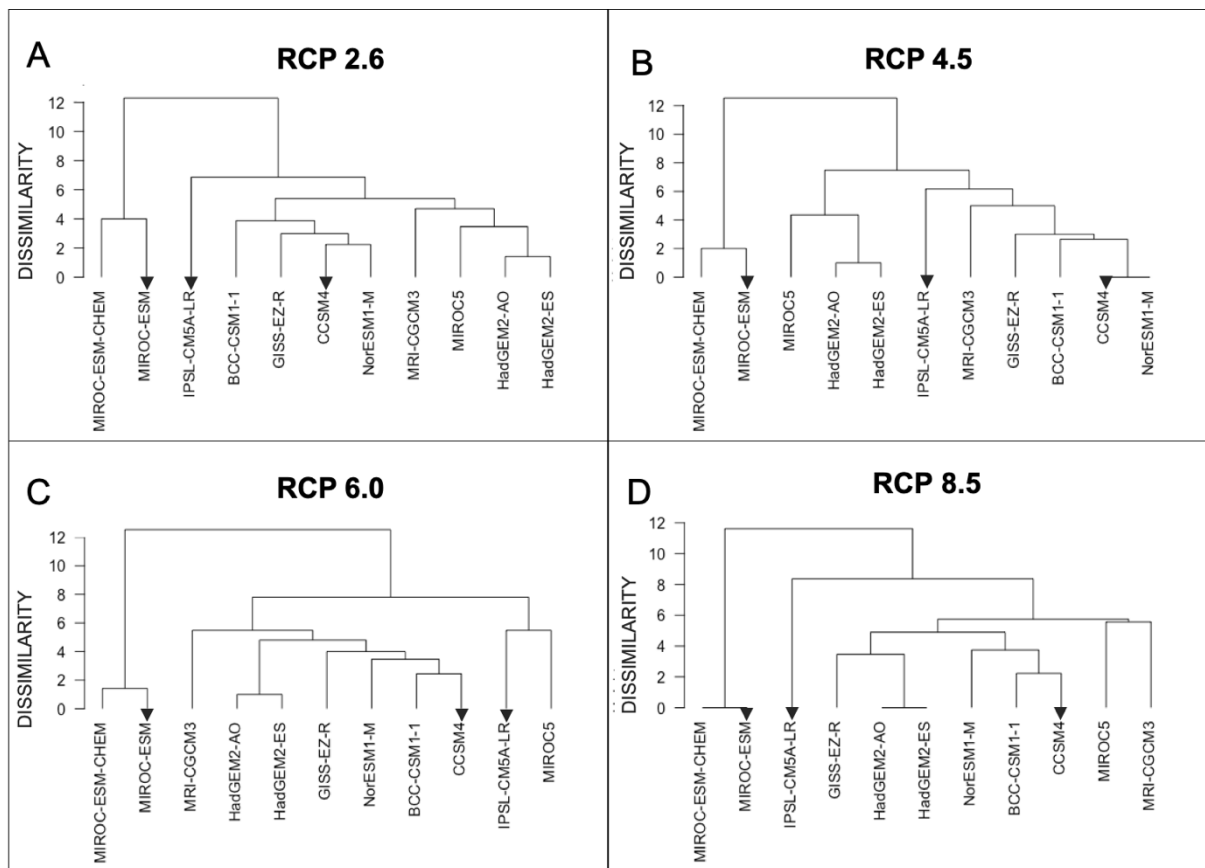 A
RCP 2.6
DISSIMILARITY
12
10
8
6
4
2
0
MIROC-ESM-CHEM
MIROC-ESM
IPSL-CM5A-LR
BCC-CSM1-1
GISS-EZ-R
CCSM4
NorESM1-M
MRI-CGCM3
MIROC5
HadGEM2-AO
HadGEM2-ES
B
RCP 4.5
DISSIMILARITY
12
10
8
6
4
2
0
MIROC-ESM-CHEM
MIROC-ESM
MIROC5
HadGEM2-AO
HadGEM2-ES
IPSL-CM5A-LR
MRI-CGCM3
GISS-EZ-R
BCC-CSM1-1
CCSM4
NorESM1-M
C
RCP 6.0
DISSIMILARITY
12
10
8
6
4
2
0
MIROC-ESM-CHEM
MIROC-ESM
MRI-CGCM3
HadGEM2-AO
HadGEM2-ES
GISS-EZ-R
NorESM1-M
BCC-CSM1-1
CCSM4
IPSL-CM5A-LR
MIROC5
D
RCP 8.5
DISSIMILARITY
12
10
8
6
4
2
0
MIROC-ESM-CHEM
MIROC-ESM
IPSL-CM5A-LR
GISS-EZ-R
HadGEM2-AO
HadGEM2-ES
NorESM1-M
BCC-CSM1-1
CCSM4
MIROC5
MRI-CGCM3